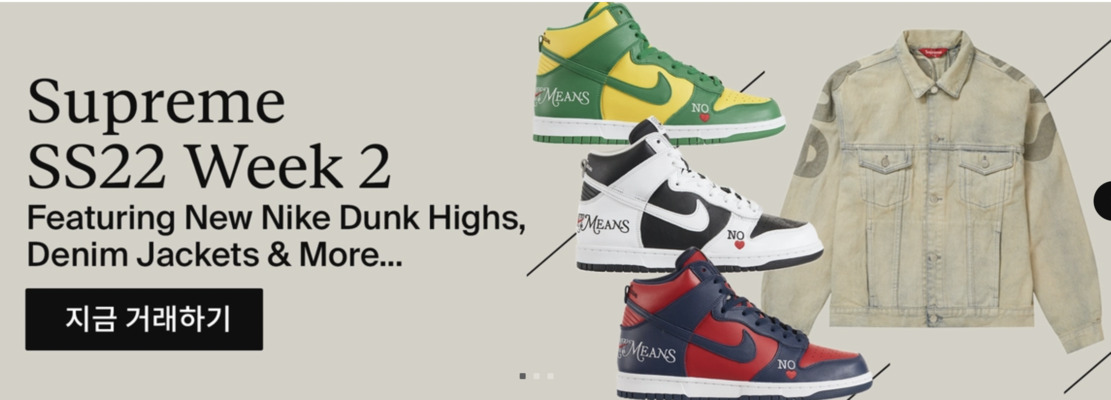 Supreme
SS22 Week 2
Featuring New Nike Dunk Highs,
Denim Jackets & More...
지금 거래하기
MEANS
NO
MEANS
NO
MEANS
NO
Supreme